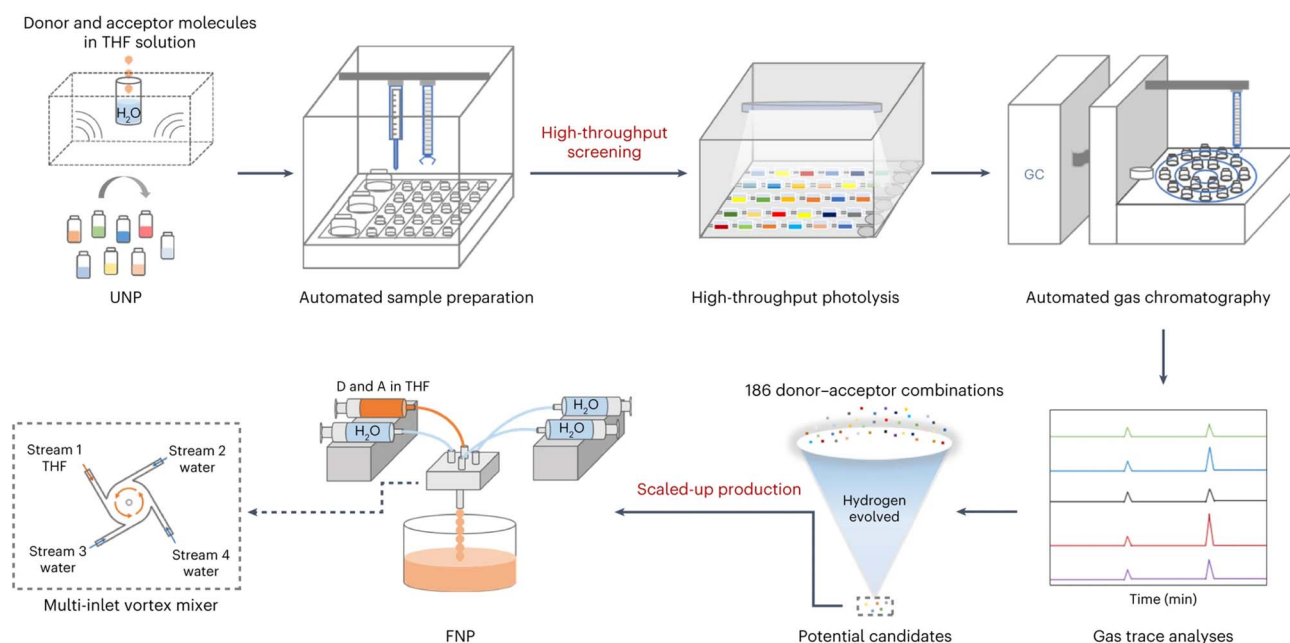 Donor and acceptor molecules
in THF solution
H₂O
UNP
Automated sample preparation
High-throughput
screening
High-throughput photolysis
GC
Automated gas chromatography
Stream 1
THF
Stream 2
water
Stream 3
water
Stream 4
water
Multi-inlet vortex mixer
D and A in THF
H₂O
H₂O
H₂O
FNP
Scaled-up production
186 donor–acceptor combinations
Hydrogen
evolved
Potential candidates
Time (min)
Gas trace analyses